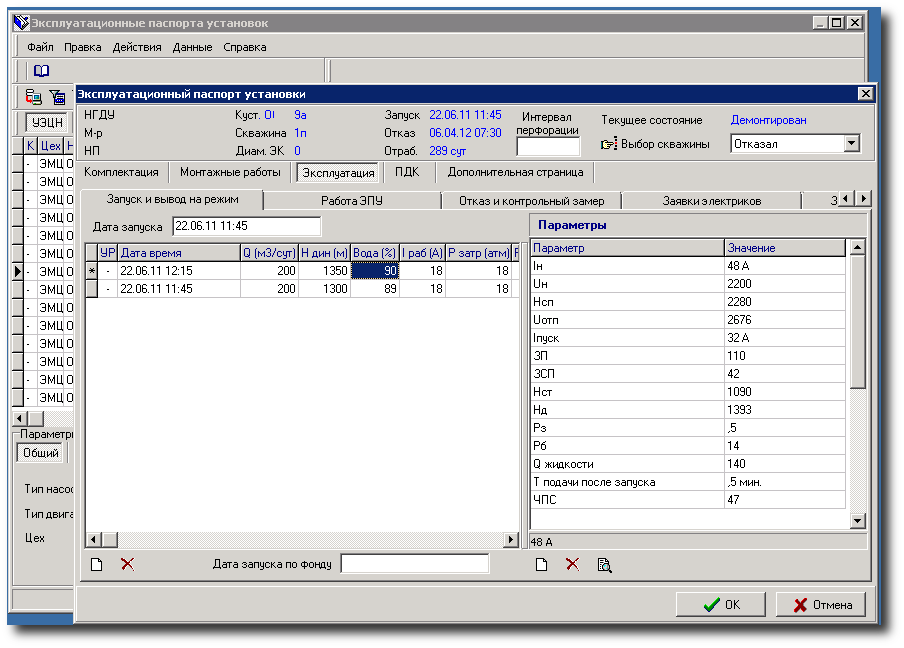 Эксплуатационные паспорта установок
Файл Правка Действия Данные Справка
УЭЦН
К Цех Н
- ЭМЦ О
- ЭМЦ О
- ЭМЦ О
- ЭМЦ О
- ЭМЦ О
- ЭМЦ О
- ЭМЦ О
- ЭМЦ О
- ЭМЦ О
- ЭМЦ О
- ЭМЦ О
- ЭМЦ О
- ЭМЦ О
- ЭМЦ О
Параметры
Общий
Тип насос
Тип двига
Цех
Эксплуатационный паспорт установки
НГДУ Куст. 9а Запуск 22.06.11 11:45 Интервал перфорации Текущее состояние Демонтирован
М-р Скважина 1п Отказ 06.04.12 07:30 Выбор скважины Отказал
НП Диам. ЭК 0 Отраб. 289 сут
Комплектация Монтажные работы Эксплуатация ПДК Дополнительная страница
Запуск и вывод на режим Работа ЭПУ Отказ и контрольный замер Заявки электриков З
Дата запуска 22.06.11 11:45
УР Дата время Q (м3/сут) Н дин (м) Вода (%) I раб (А) Р затр (атм) Р
* - 22.06.11 12:15 200 1350 90 18 18
- 22.06.11 11:45 200 1300 89 18 18
Дата запуска по фонду
Параметры
Параметр Значение
Iн 48 А
Uн 2200
Нсп 2280
Uотп 2676
Iпуск 32 А
ЗП 110
ЗСП 42
Нст 1090
Нд 1393
Рз ,5
Рб 14
Q жидкости 140
Т подачи после запуска ,5 мин.
ЧПС 47
48 А
OK Отмена